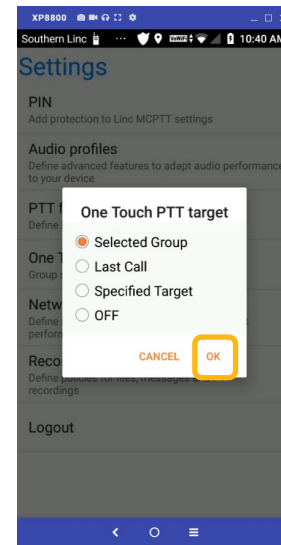 XP8800
Southern Linc
VoWiFi
10:40 AM
Settings
PIN
Add protection to Linc MCPTT settings
Audio profiles
Define advanced features to adapt audio performance
to your device
PTT
Define
One Touch PTT target
Selected Group
Last Call
Specified Target
OFF
CANCEL OK
One
Group
Netw
Define
perform
Reco
Define policies for files, messages
recordings
Logout